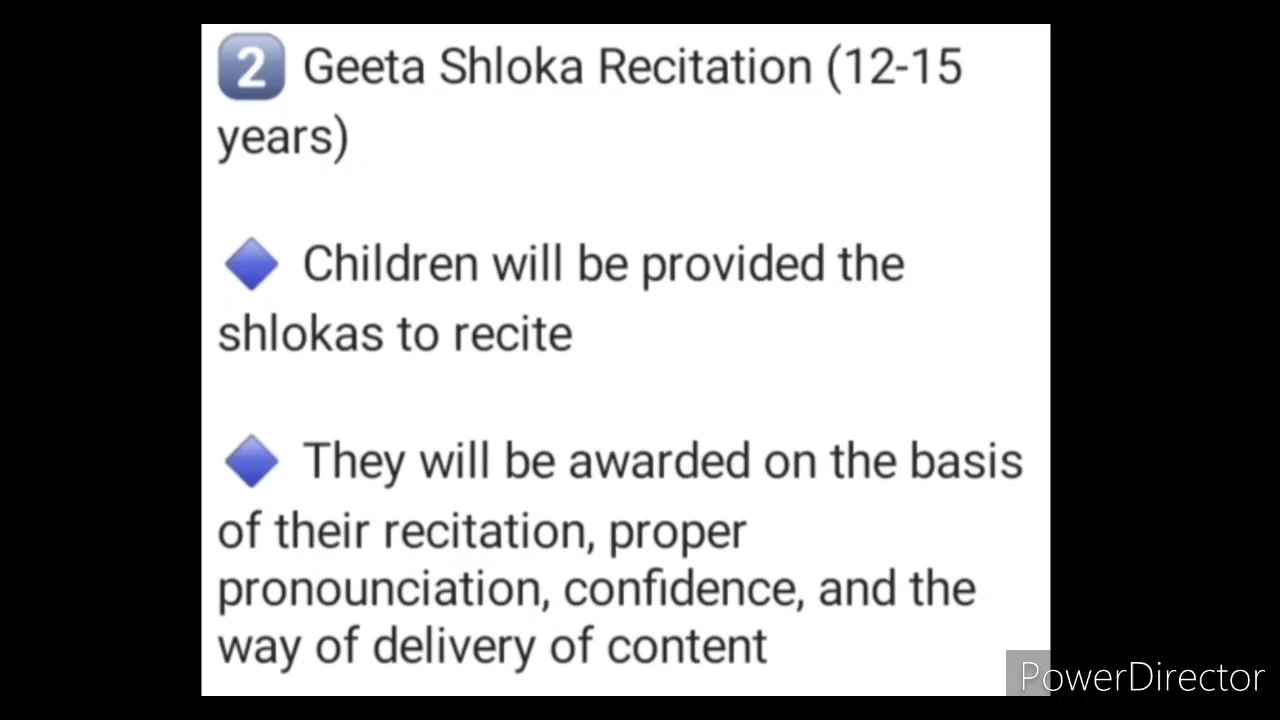 2 Geeta Shloka Recitation (12-15
years)
Children will be provided the
shlokas to recite
They will be awarded on the basis
of their recitation, proper
pronounciation, confidence, and the
way of delivery of content
PowerDirector